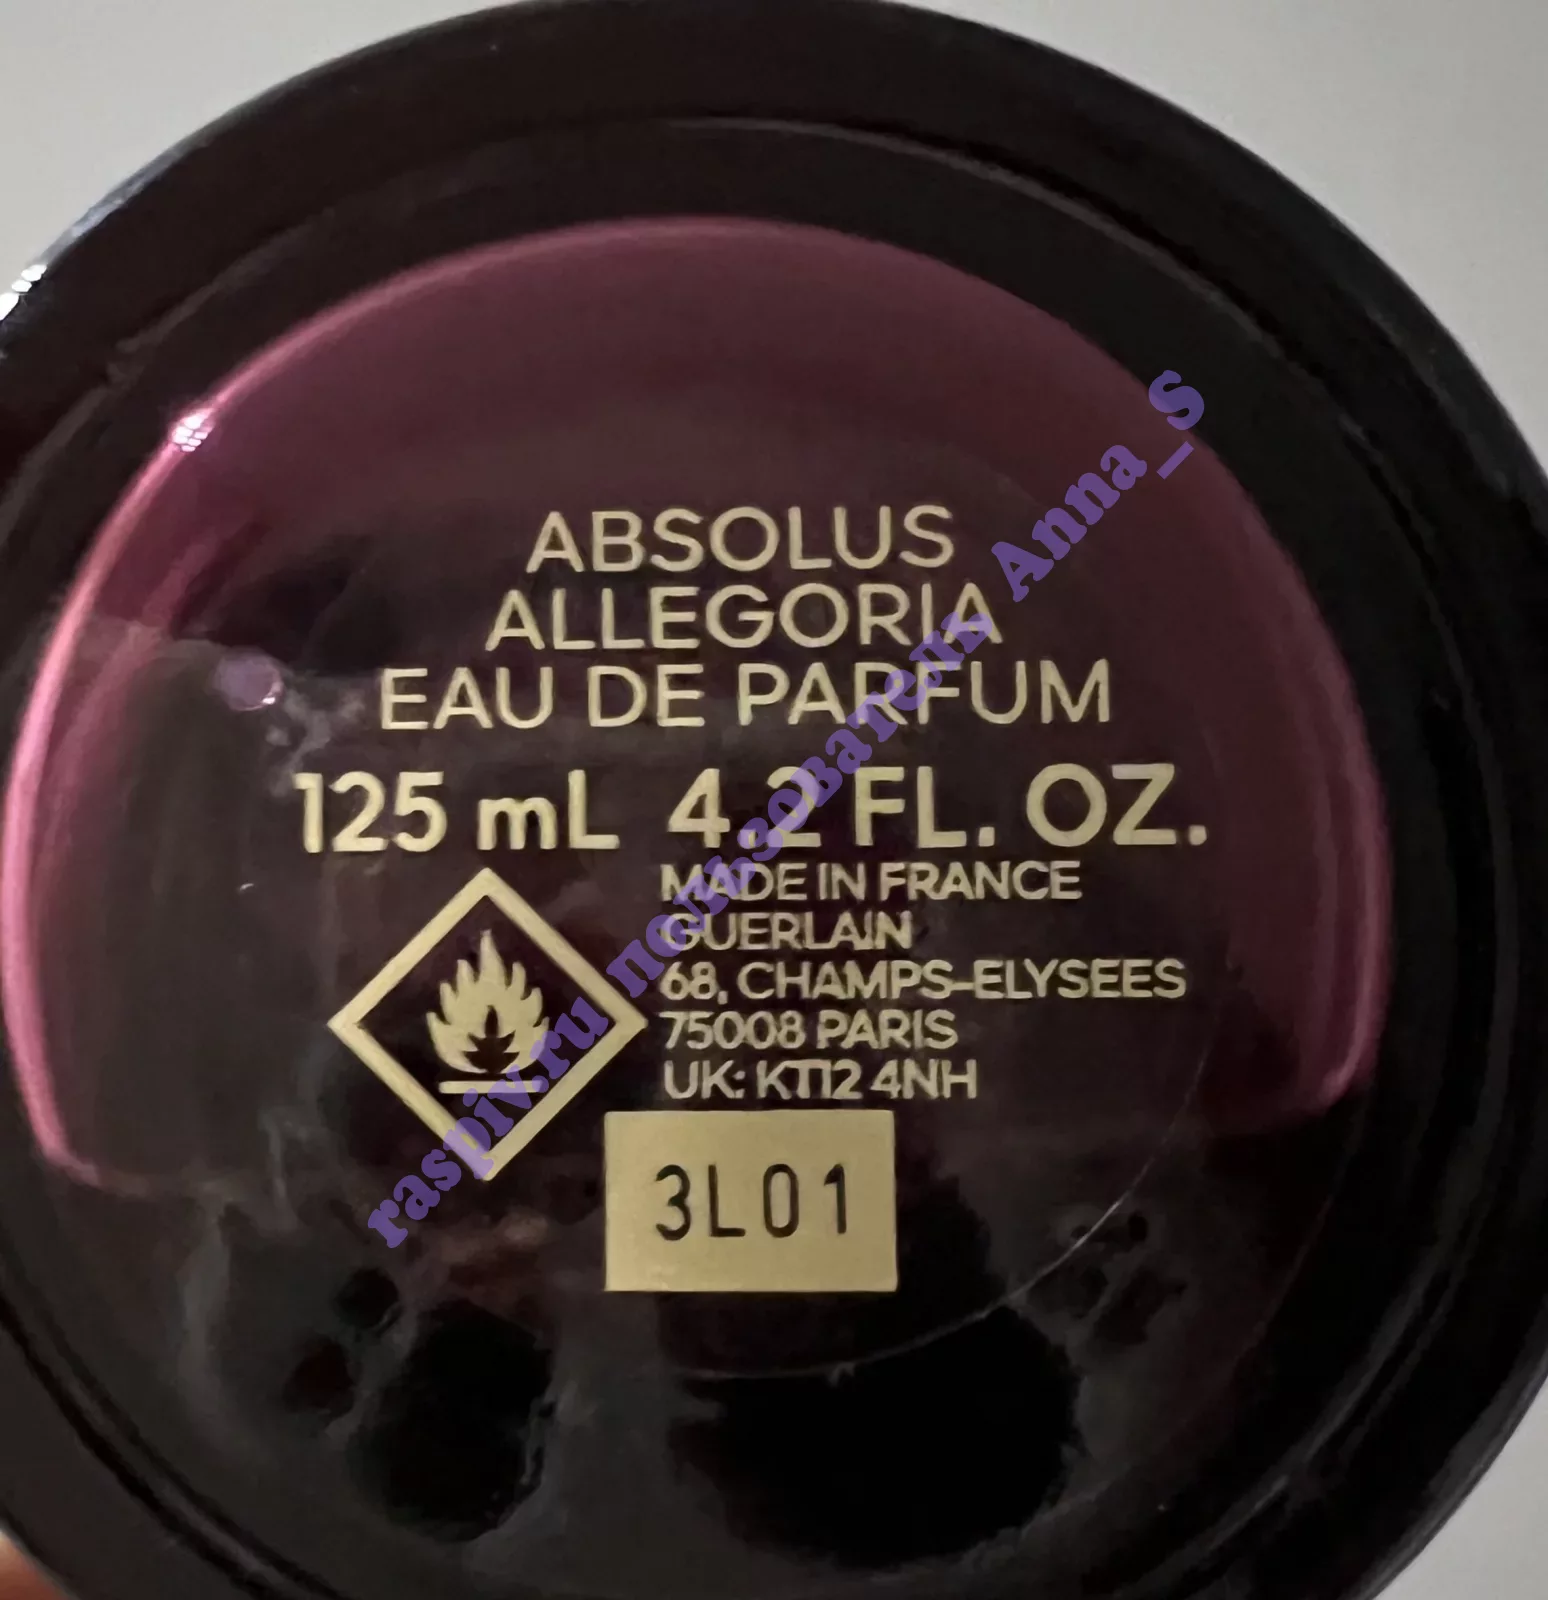 ABSOLUS
ALLEGORIA
EAU DE PARFUM
125 mL 4.2 FL. OZ.
MADE IN FRANCE
GUERLAIN
68, CHAMPS-ELYSEES
75008 PARIS
UK: KT12 4NH
3L01
raspiv.ru пользователь Anna_S